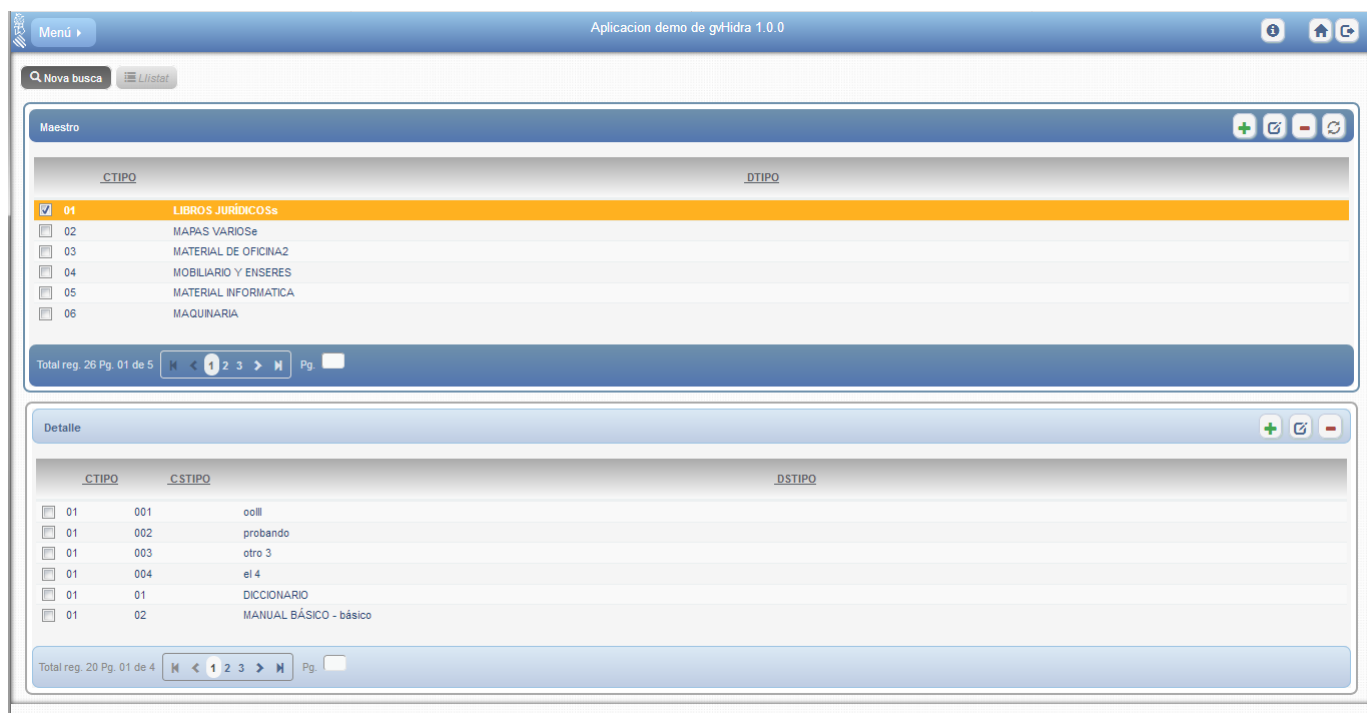 Menú
Aplicacion demo de gvHidra 1.0.0
Nova busca Llistat
Maestro
CTIPO DTIPO
01 LIBROS JURÍDICOSs
02 MAPAS VARIOSe
03 MATERIAL DE OFICINA2
04 MOBILIARIO Y ENSERES
05 MATERIAL INFORMATICA
06 MAQUINARIA
Total reg. 26 Pg. 01 de 5 1 2 3 Pg.
Detalle
CTIPO CSTIPO DSTIPO
01 001 oolll
01 002 probando
01 003 otro 3
01 004 el 4
01 01 DICCIONARIO
01 02 MANUAL BÁSICO - básico
Total reg. 20 Pg. 01 de 4 1 2 3 Pg.